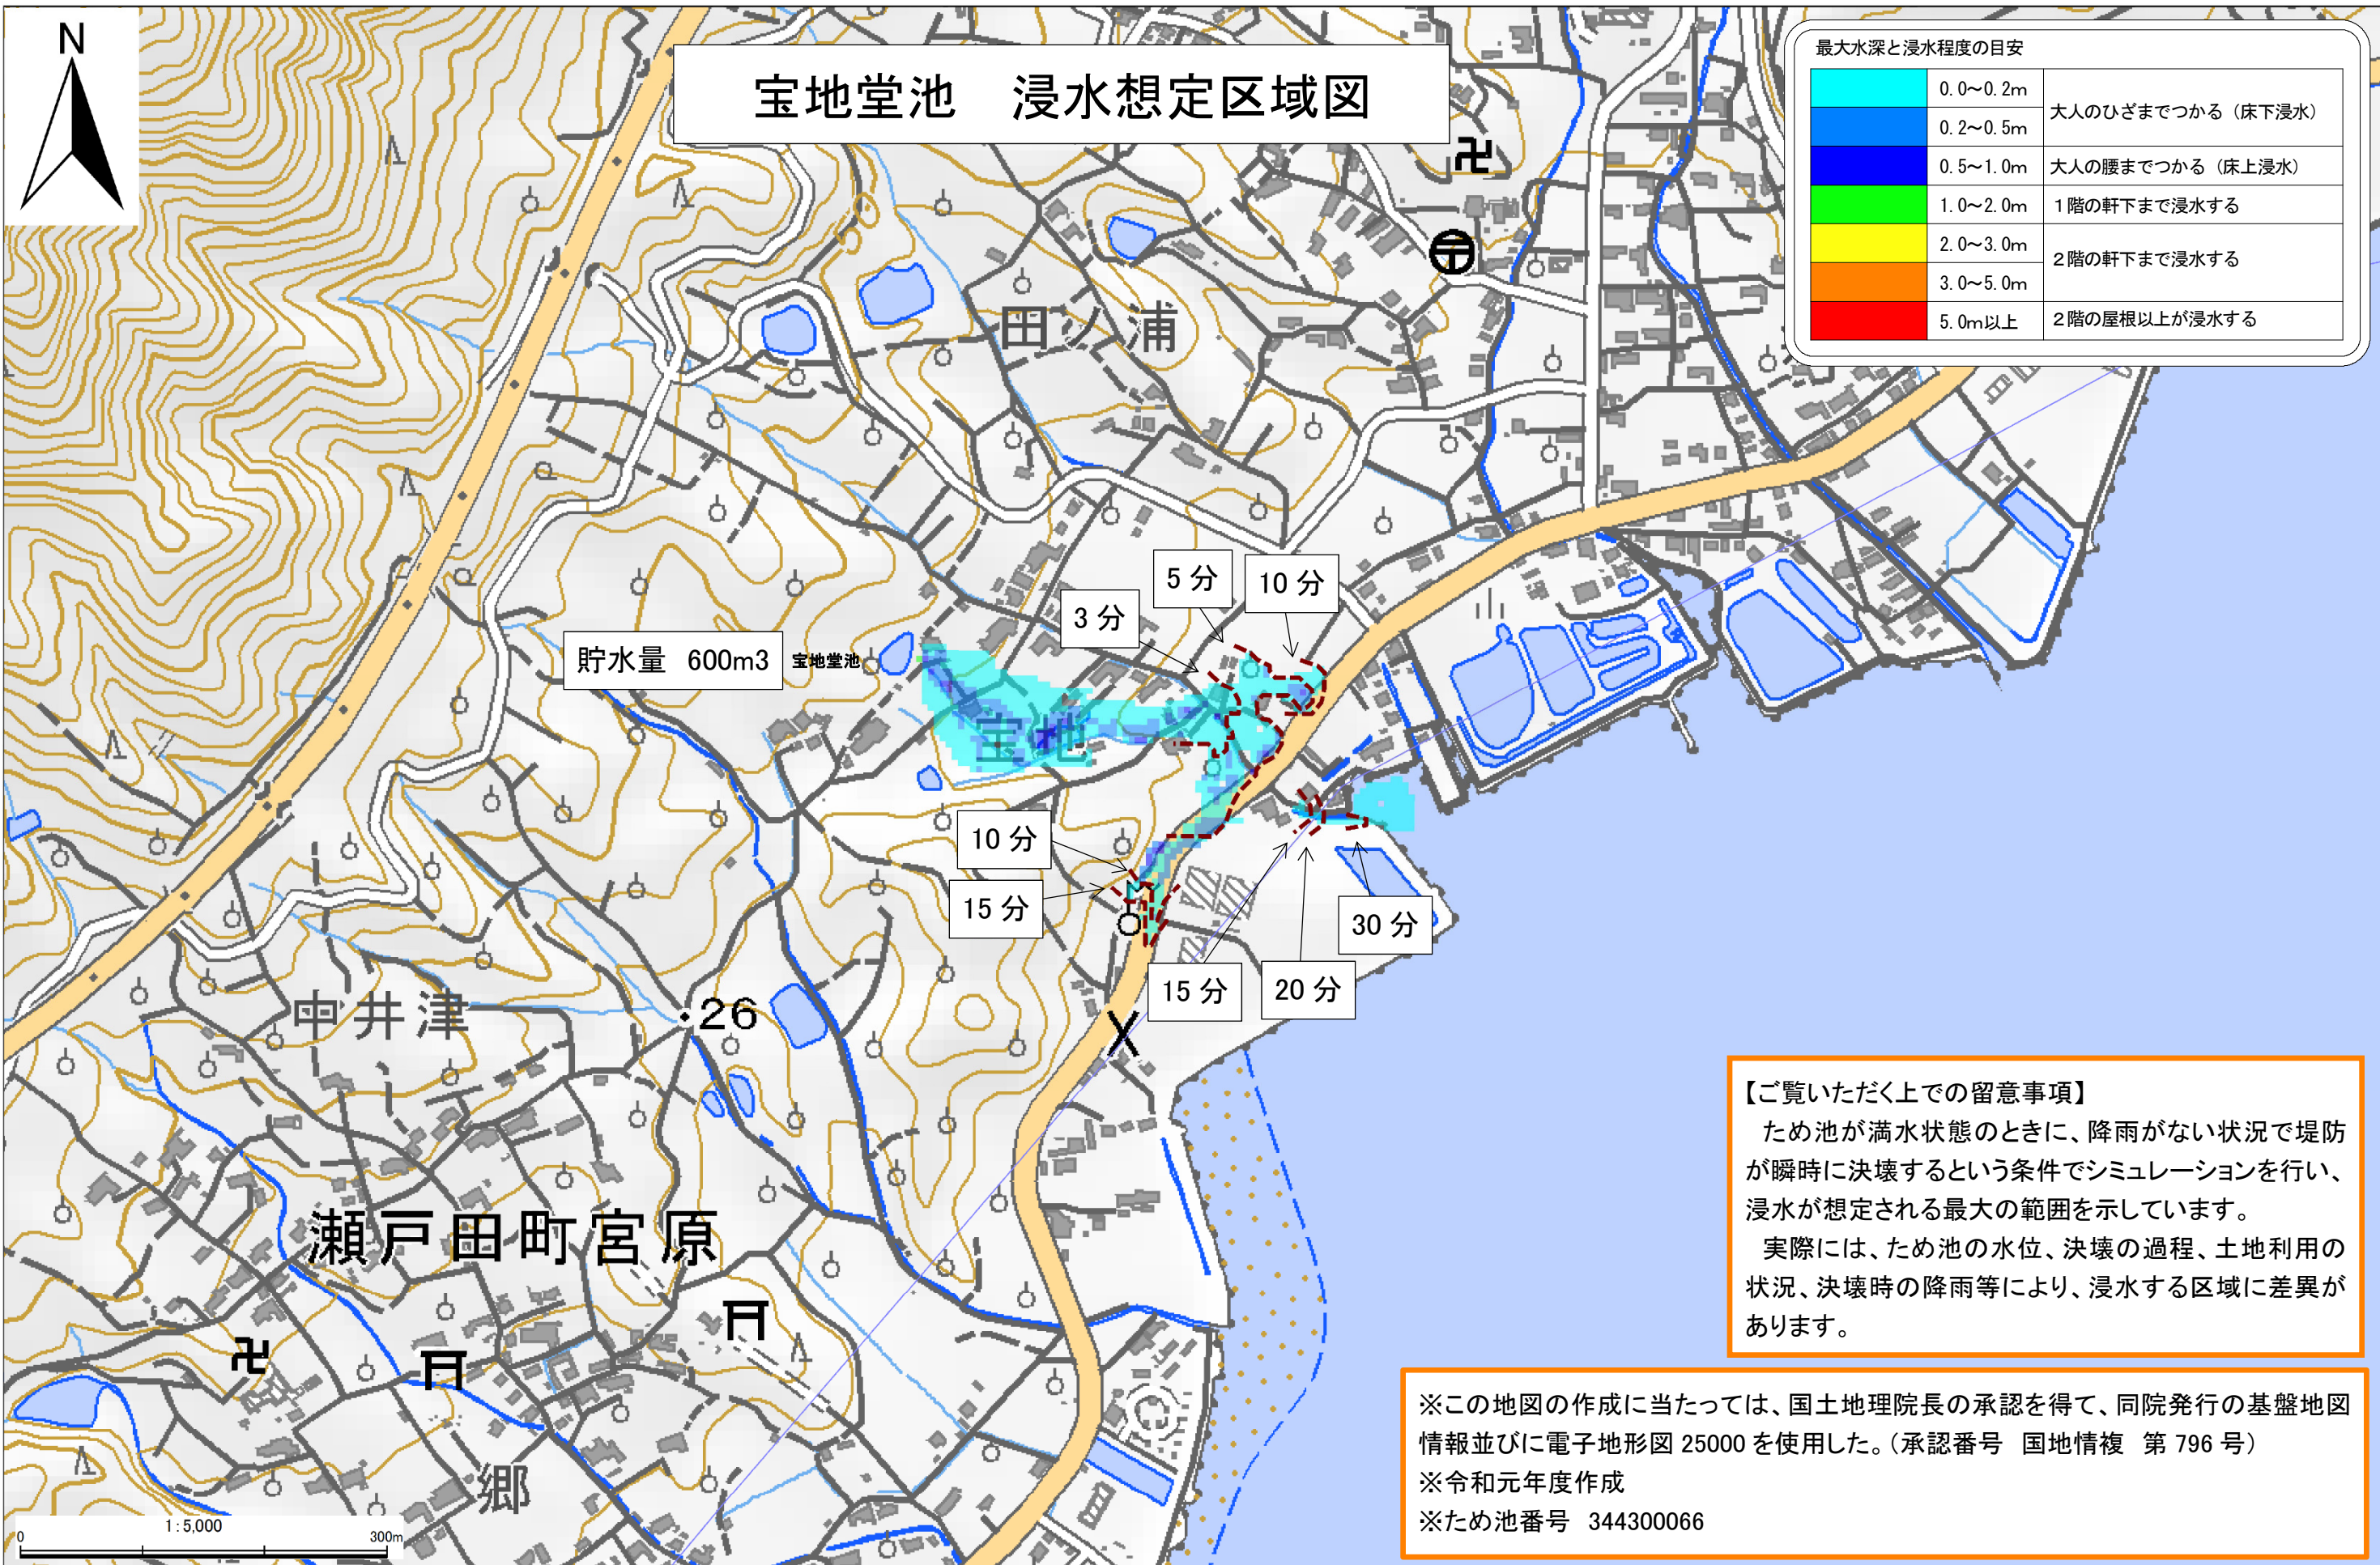 N
宝地堂池　浸水想定区域図
最大水深と浸水程度の目安
0.0～0.2m
大人のひざまでつかる（床下浸水）
0.2～0.5m
0.5～1.0m
大人の腰までつかる（床上浸水）
1.0～2.0m
1階の軒下まで浸水する
2.0～3.0m
2階の軒下まで浸水する
3.0～5.0m
5.0m以上
2階の屋根以上が浸水する
田ノ浦
5分
10分
3分
貯水量　600m3
宝地堂池
宝地
10分
15分
30分
15分
20分
中井津
26
瀬戸田町宮原
郷
【ご覧いただく上での留意事項】
　ため池が満水状態のときに、降雨がない状況で堤防
が瞬時に決壊するという条件でシミュレーションを行い、
浸水が想定される最大の範囲を示しています。
　実際には、ため池の水位、決壊の過程、土地利用の
状況、決壊時の降雨等により、浸水する区域に差異が
あります。
※この地図の作成に当たっては、国土地理院長の承認を得て、同院発行の基盤地図
情報並びに電子地形図 25000 を使用した。（承認番号　国地情複　第 796 号）
※令和元年度作成
※ため池番号　344300066
1:5,000
0
300m